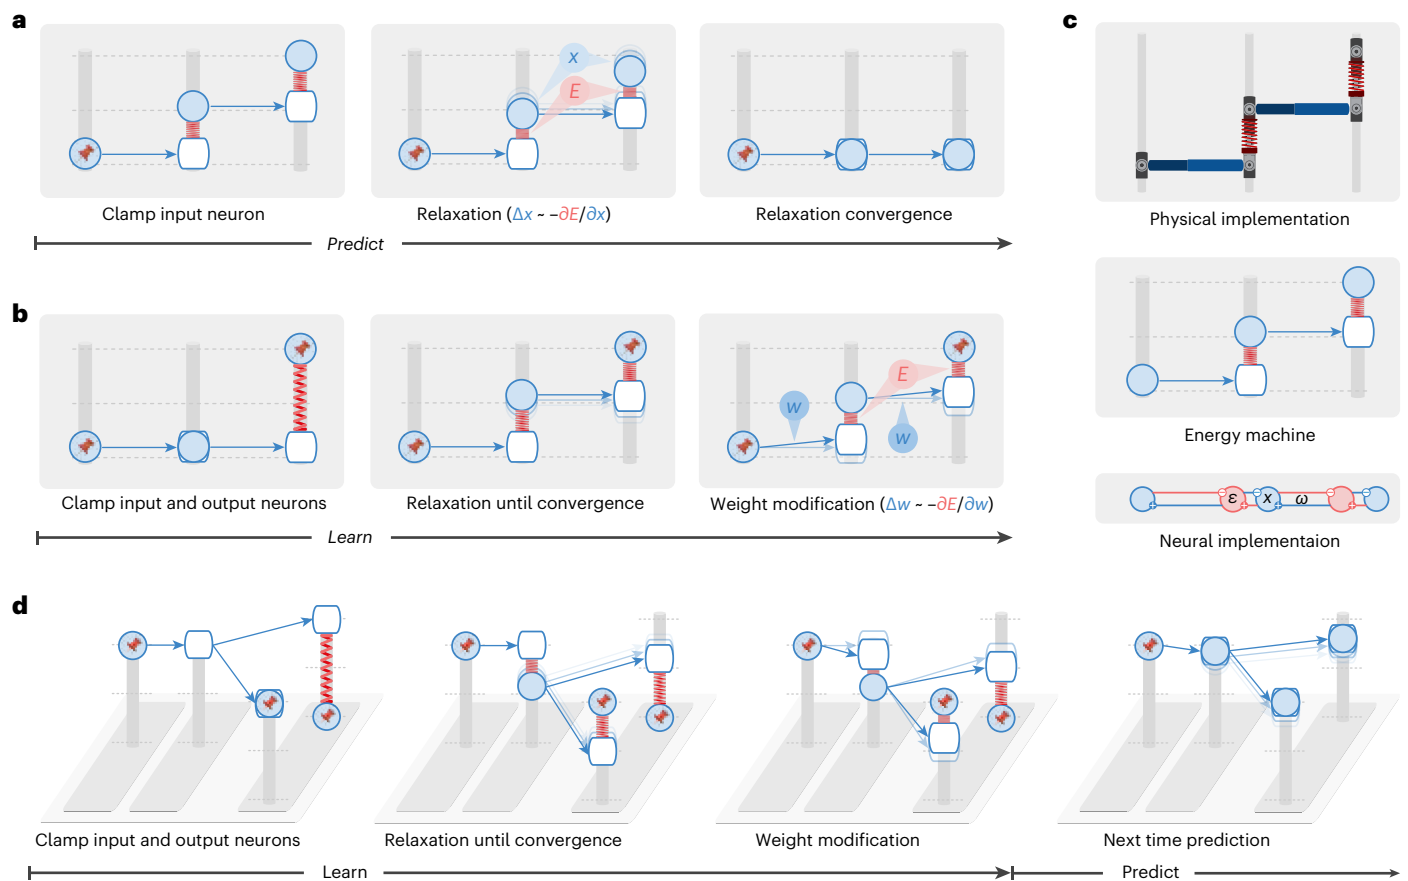 a
x
E
Clamp input neuron
Relaxation (Δx ~ –∂E/∂x)
Relaxation convergence
Predict
b
w
E
w
Clamp input and output neurons
Relaxation until convergence
Weight modification (Δw ~ –∂E/∂w)
Learn
c
Physical implementation
Energy machine
ε
x
ω
Neural implementaion
d
Clamp input and output neurons
Relaxation until convergence
Weight modification
Next time prediction
Learn
Predict